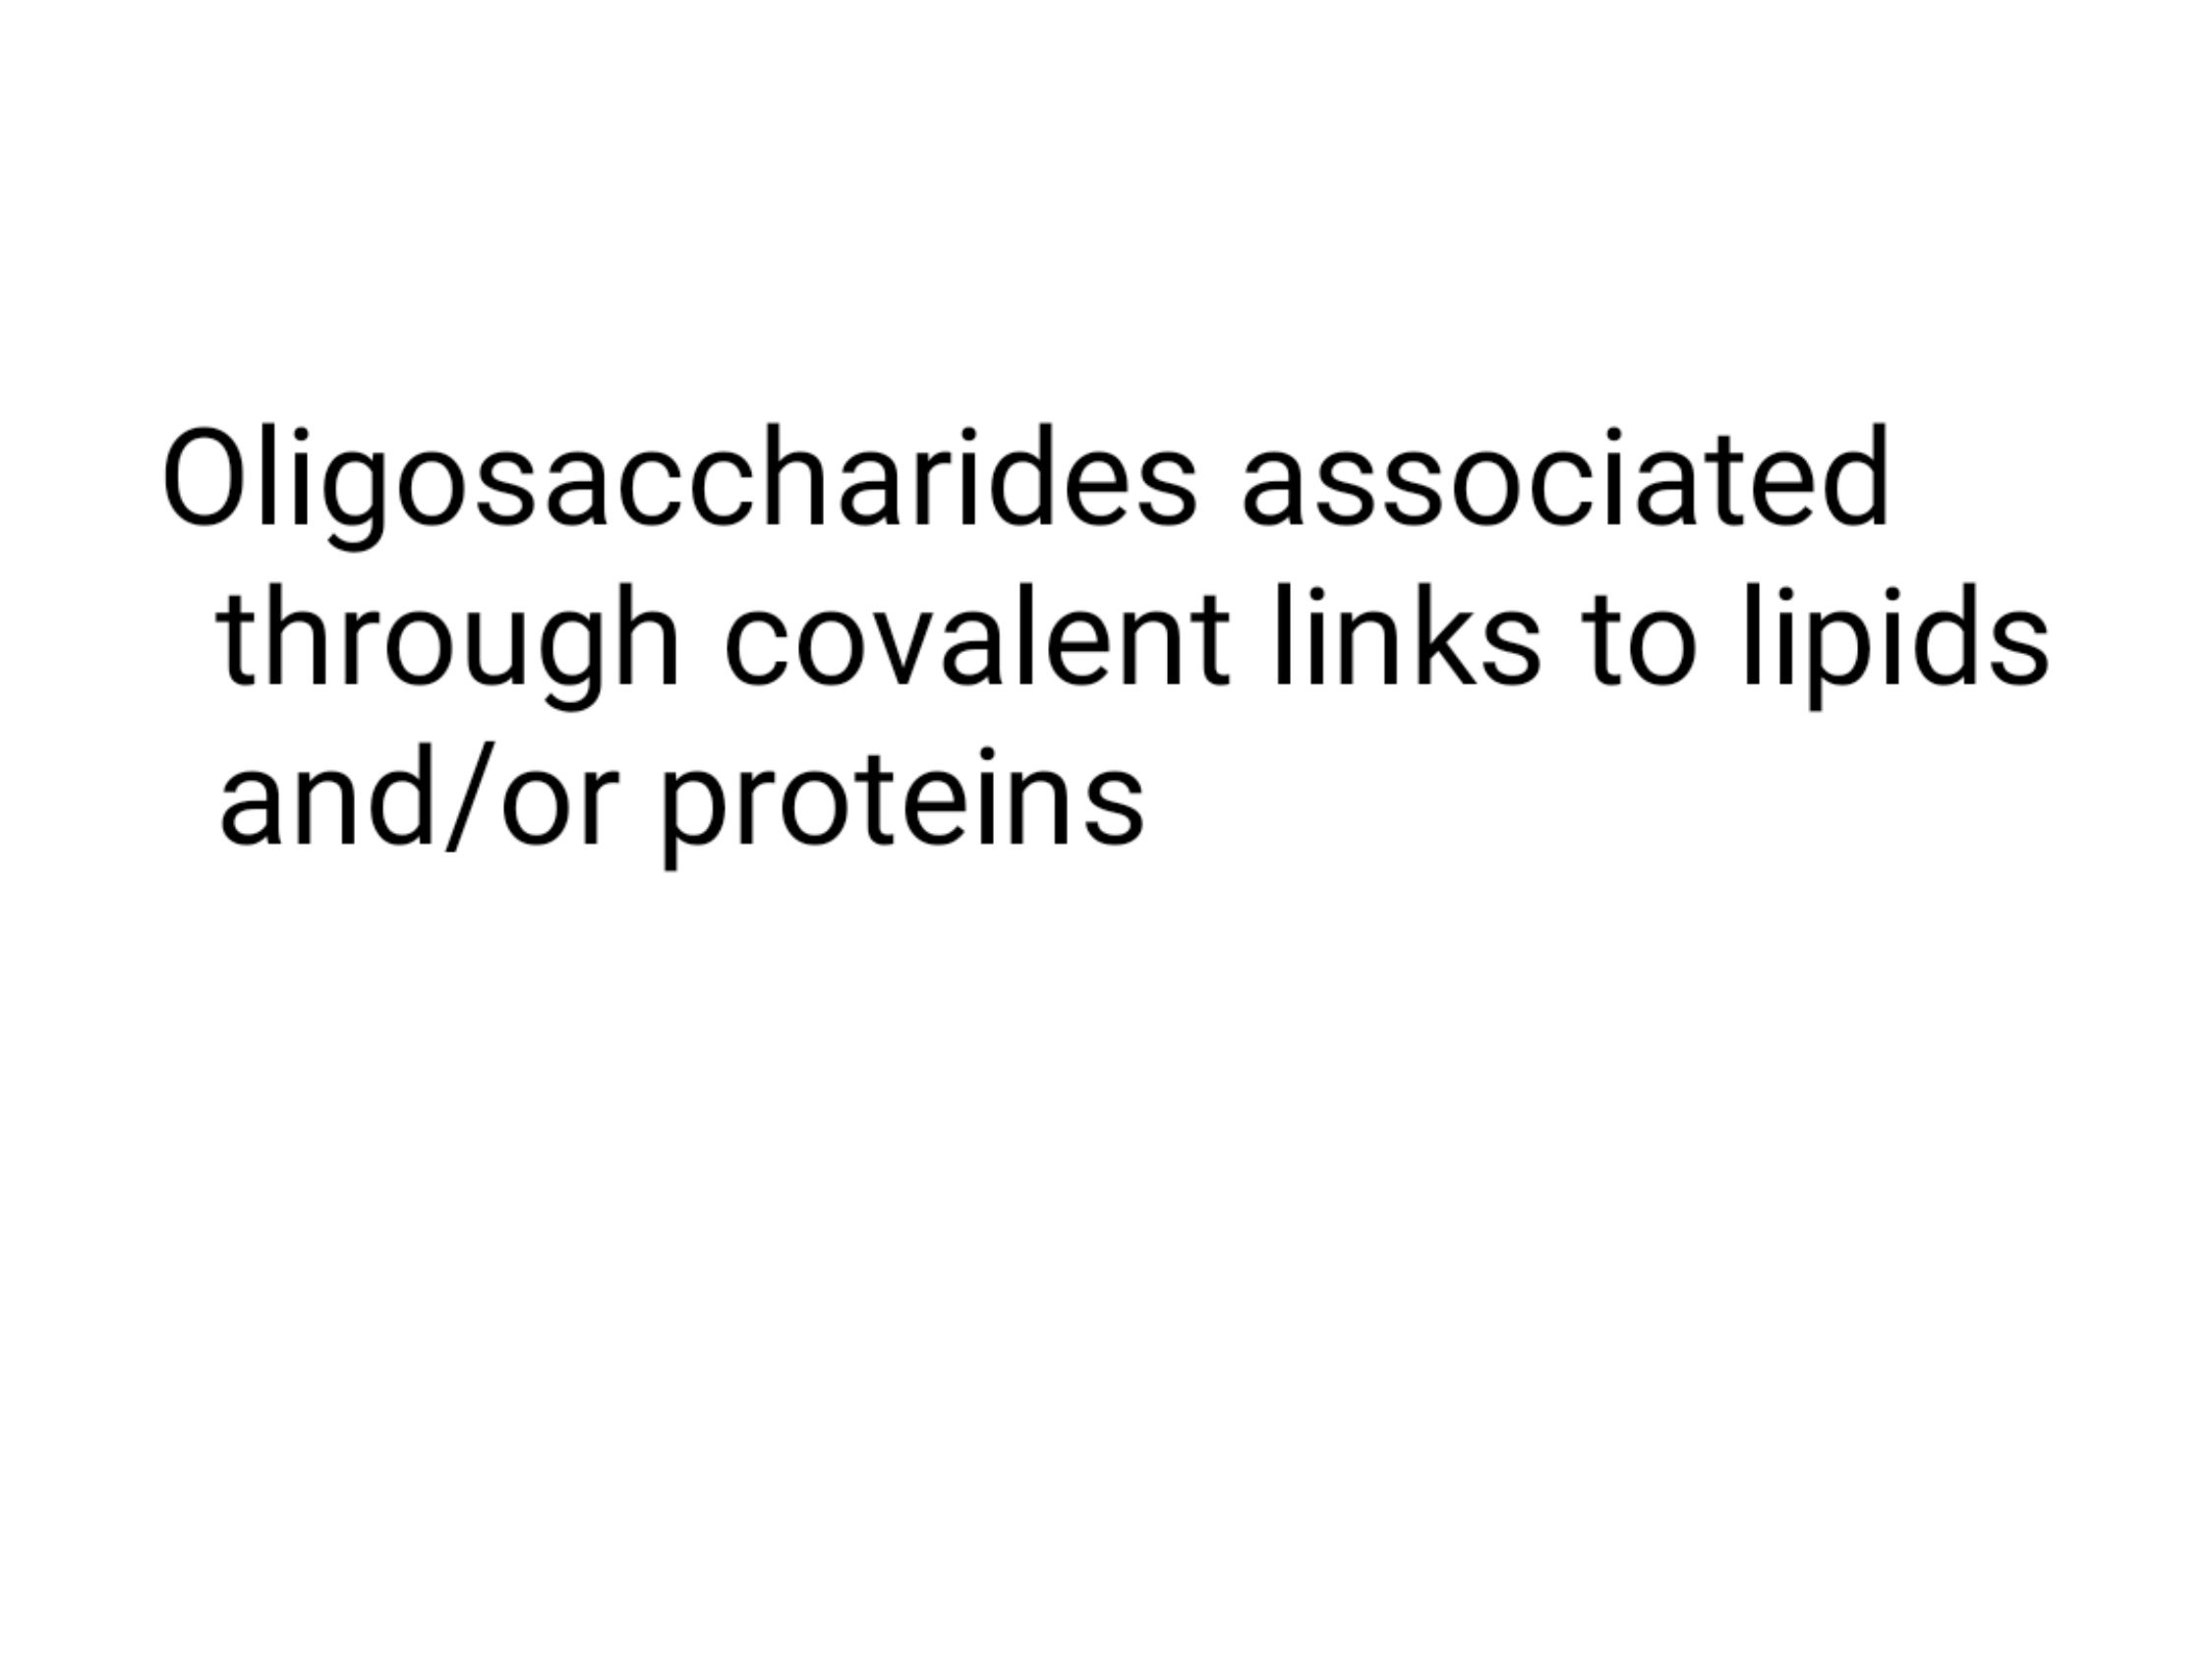 Oligosaccharides associated
through covalent links to lipids
and/or proteins